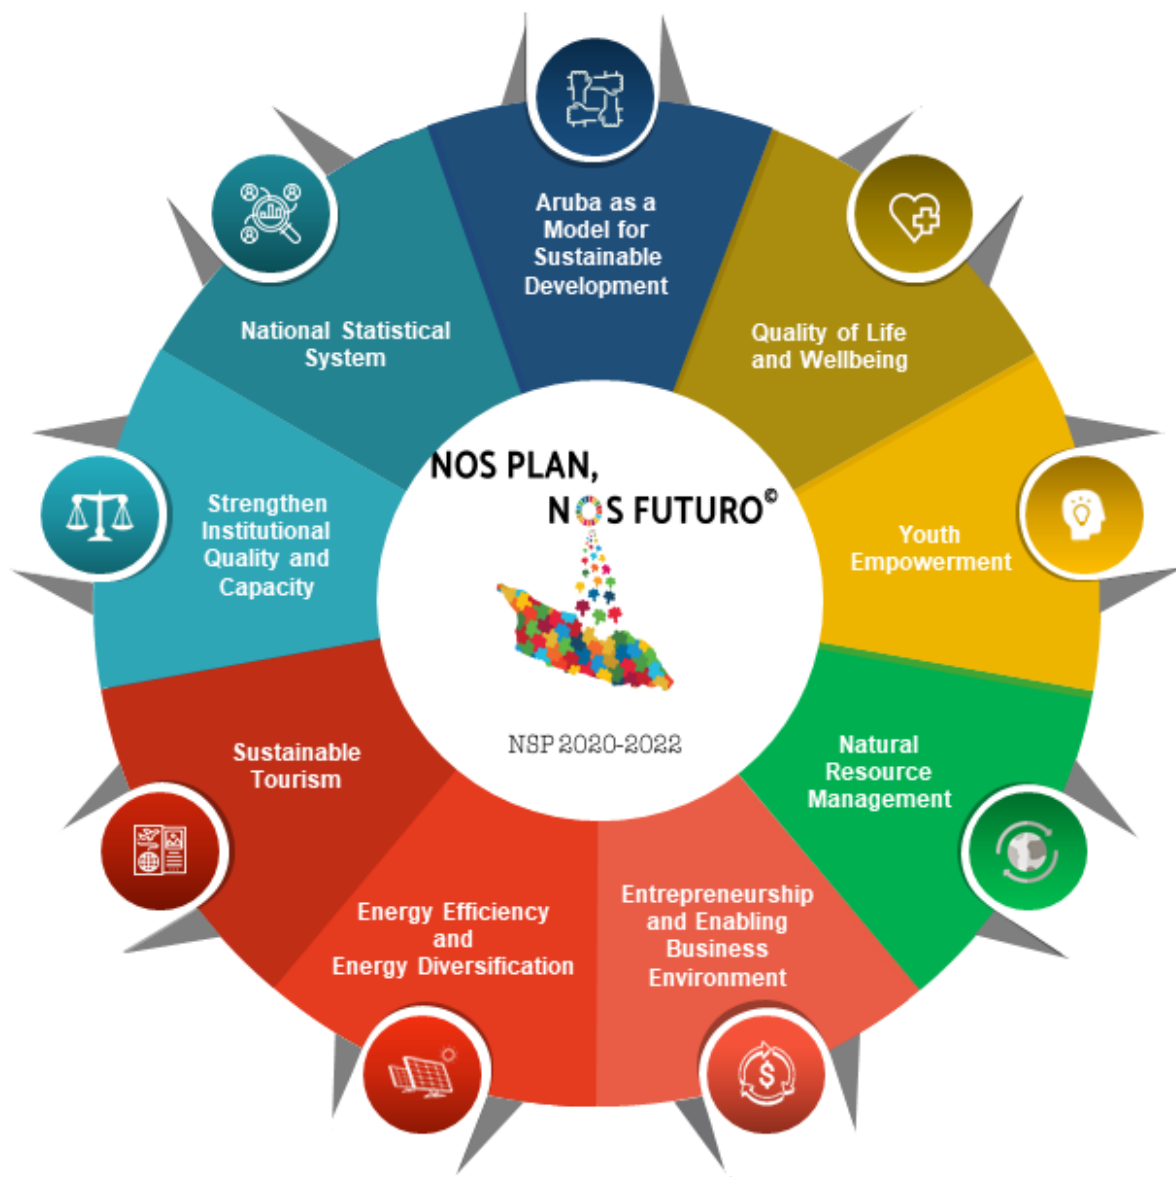 Aruba as a
Model for
Sustainable
Development
Quality of Life
and Wellbeing
Youth
Empowerment
Natural
Resource
Management
Entrepreneurship
and Enabling
Business
Environment
Energy Efficiency
and
Energy Diversification
Sustainable
Tourism
Strengthen
Institutional
Quality and
Capacity
National Statistical
System
NOS PLAN,
NOS FUTURO©
NSP 2020-2022
$